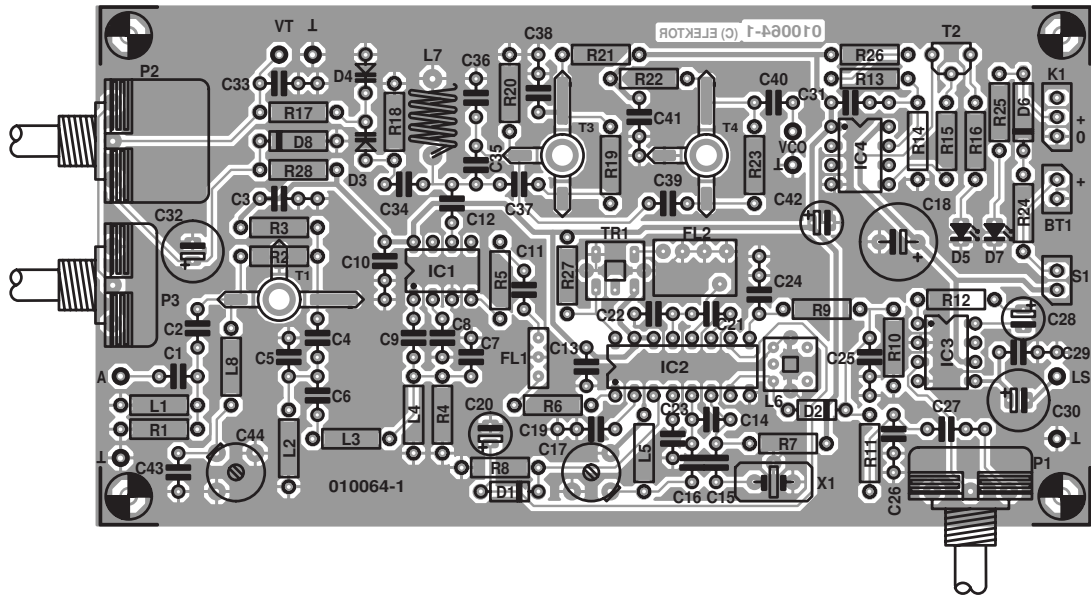 VT
⊥
P2
C33
D4
R17
D8
R28
D3
R18
L7
C36
R20
C38
R21
010064-1
(C) ELEKTOR
R22
C41
T3
T4
R19
C40
R23
VCO
⊥
C35
C34
C37
C39
C12
C42
R26
R13
C31
IC4
R14
R15
R16
T2
R25
D6
K1
+
0
+
BT1
R24
C18
D5
D7
S1
C3
C32
R3
R2
T1
P3
C10
IC1
R5
C11
R27
TR1
FL2
C24
C22
C21
R9
R12
C28
C29
LS
IC3
R10
C25
C2
C1
A
L1
R1
⊥
L8
C5
C4
C6
C9
C8
C7
FL1
C13
IC2
L6
D2
C30
⊥
C27
P1
R11
C26
L2
L3
L4
R4
C20
R6
C19
C17
L5
C23
C14
R7
X1
C16
C15
R8
D1
C43
C44
010064-1